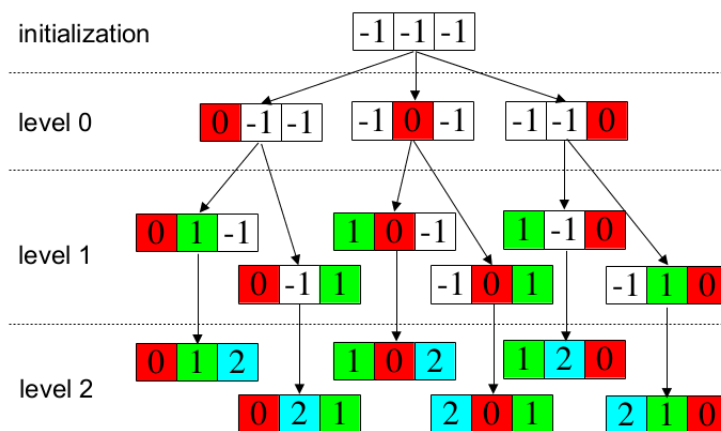 initialization -1 -1 -1
level 0 0 -1 -1 -1 0 -1 -1 -1 0
level 1
0 1 -1 1 0 -1 1 -1 0
0 -1 1 -1 0 1 -1 1 0
level 2
0 1 2 1 0 2 1 2 0
0 2 1 2 0 1 2 1 0